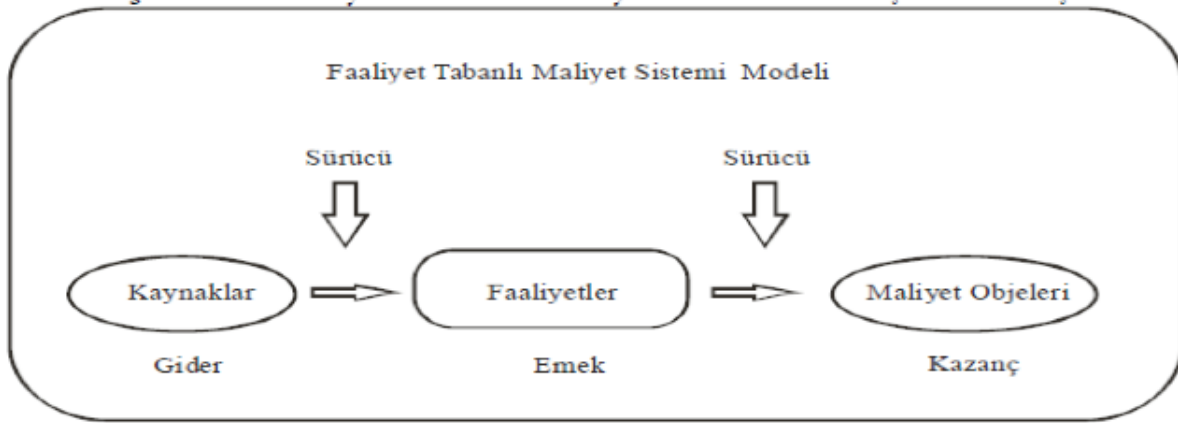 Faaliyet Tabanlı Maliyet Sistemi Modeli
Sürücü Sürücü
Kaynaklar Faaliyetler Maliyet Objeleri
Gider Emek Kazanç